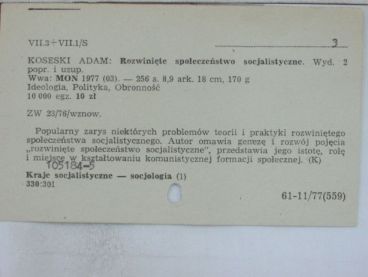 VII.3+VII.1/S 3
KOSESKI ADAM: Rozwinięte społeczeństwo socjalistyczne. Wyd. 2
popr. i uzup.
Wwa: MON 1977 (03). — 256 s. 8,9 ark. 18 cm, 170 g
Ideologia, Polityka, Obronność
10 000 egz. 10 zł
ZW 23/76/wznow.
Popularny zarys niektórych problemów teorii i praktyki rozwiniętego
społeczeństwa socjalistycznego. Autor omawia genezę i rozwój pojęcia
„rozwinięte społeczeństwo socjalistyczne”, przedstawia jego istotę, rolę
i miejsce w kształtowaniu komunistycznej formacji społecznej. (K)
105184-5
Kraje socjalistyczne — socjologia (1)
330:301
61-11/77(559)